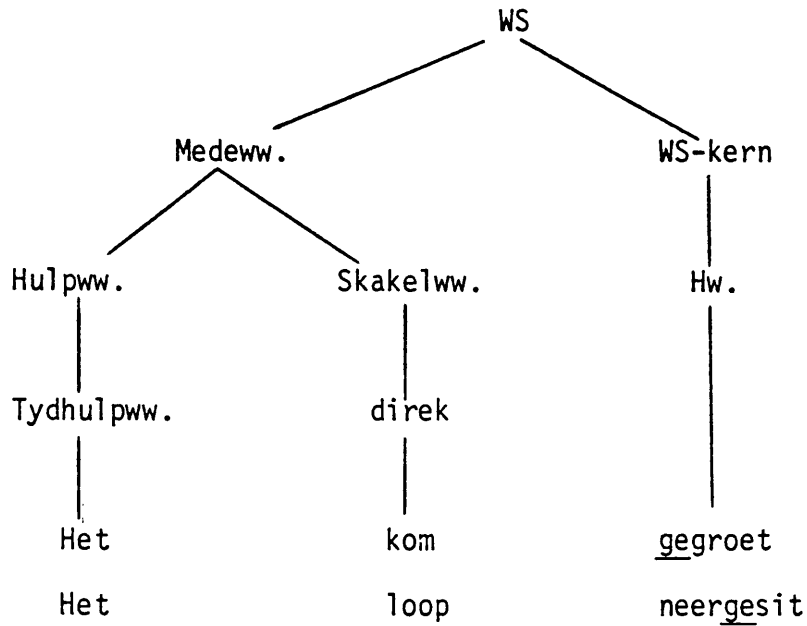 WS
Medeww. WS-kern
Hulpww. Skakelww. Hw.
Tydhulpww. direk
Het kom gegroet
Het loop neergesit